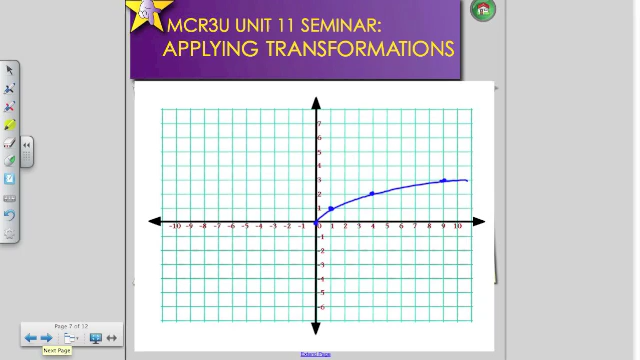 MCR3U UNIT 11 SEMINAR:
APPLYING TRANSFORMATIONS
7
6
5
4
3
2
1
-10 -9 -8 -7 -6 -5 -4 -3 -2 -1 0 1 2 3 4 5 6 7 8 9 10
-1
-2
-3
-4
-5
-6
Page 7 of 12
Next Page
Extend Page